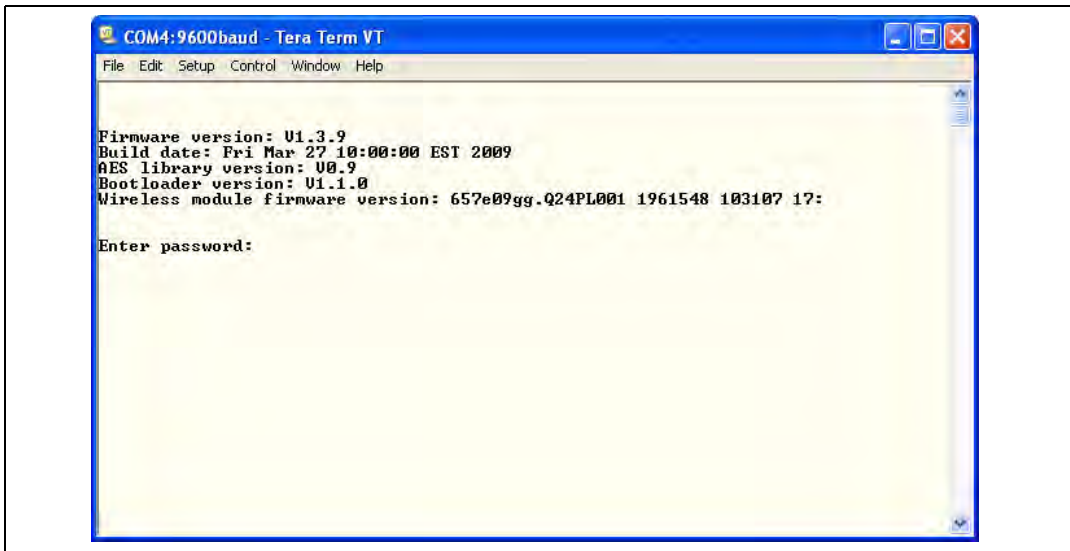 COM4:9600baud - Tera Term VT
File Edit Setup Control Window Help
Firmware version: V1.3.9
Build date: Fri Mar 27 10:00:00 EST 2009
AES library version: V0.9
Bootloader version: V1.1.0
Wireless module firmware version: 657e09gg.Q24PL001 1961548 103107 17:
Enter password: